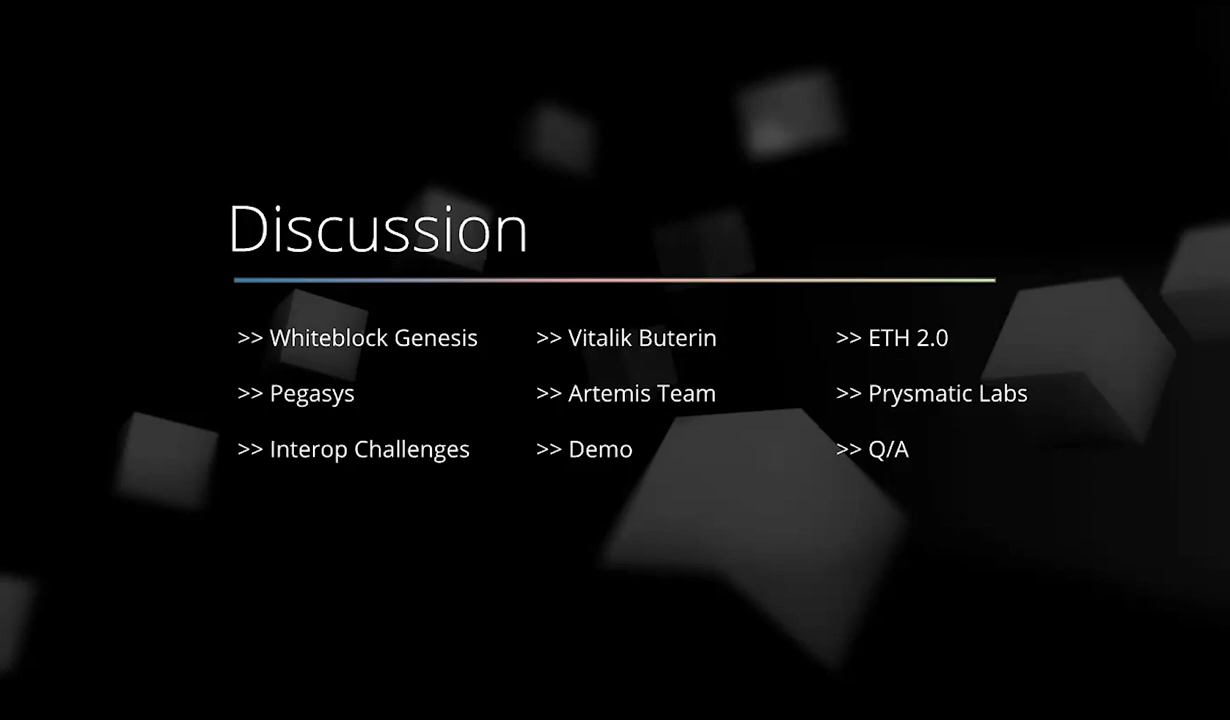 Discussion
>> Whiteblock Genesis >> Vitalik Buterin >> ETH 2.0
>> Pegasys >> Artemis Team >> Prysmatic Labs
>> Interop Challenges >> Demo >> Q/A